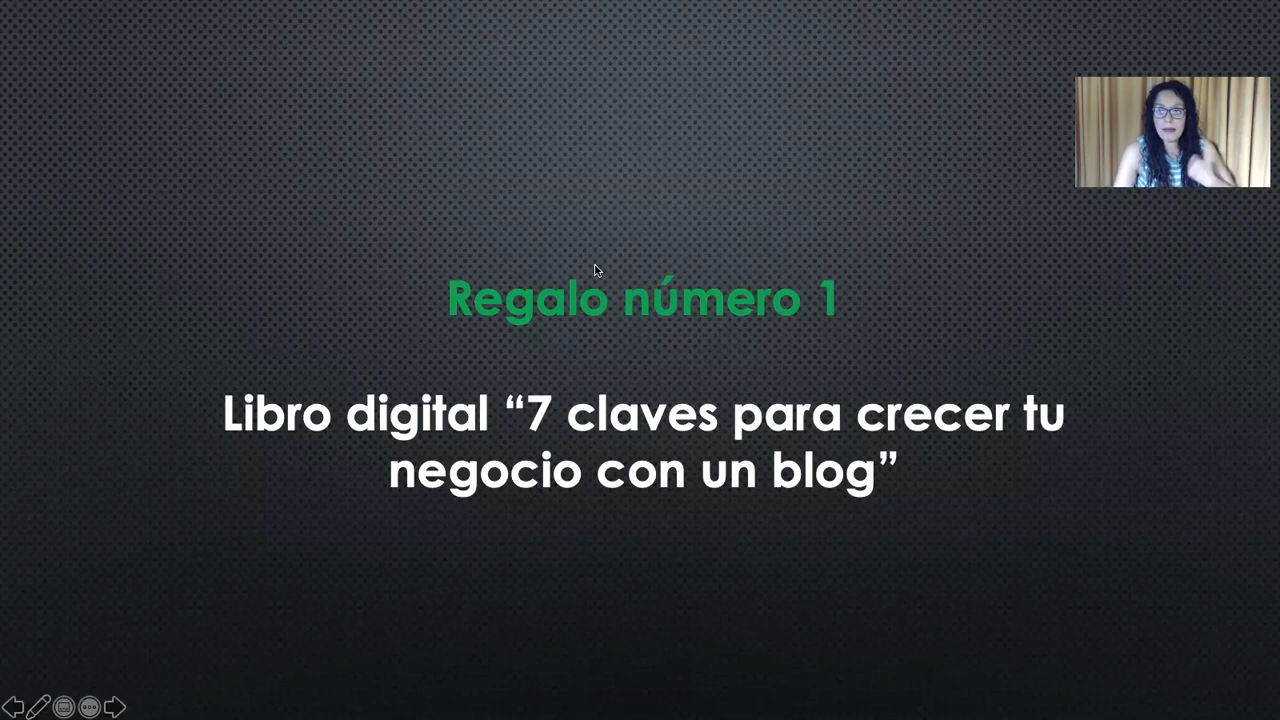 Regalo número 1
Libro digital “7 claves para crecer tu
negocio con un blog”